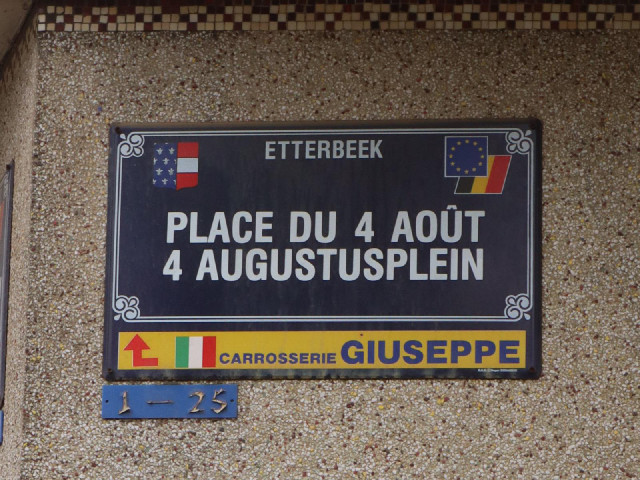 ETTERBEEK
PLACE DU 4 AOÛT
4 AUGUSTUSPLEIN
CARROSSERIE GIUSEPPE
1 - 25